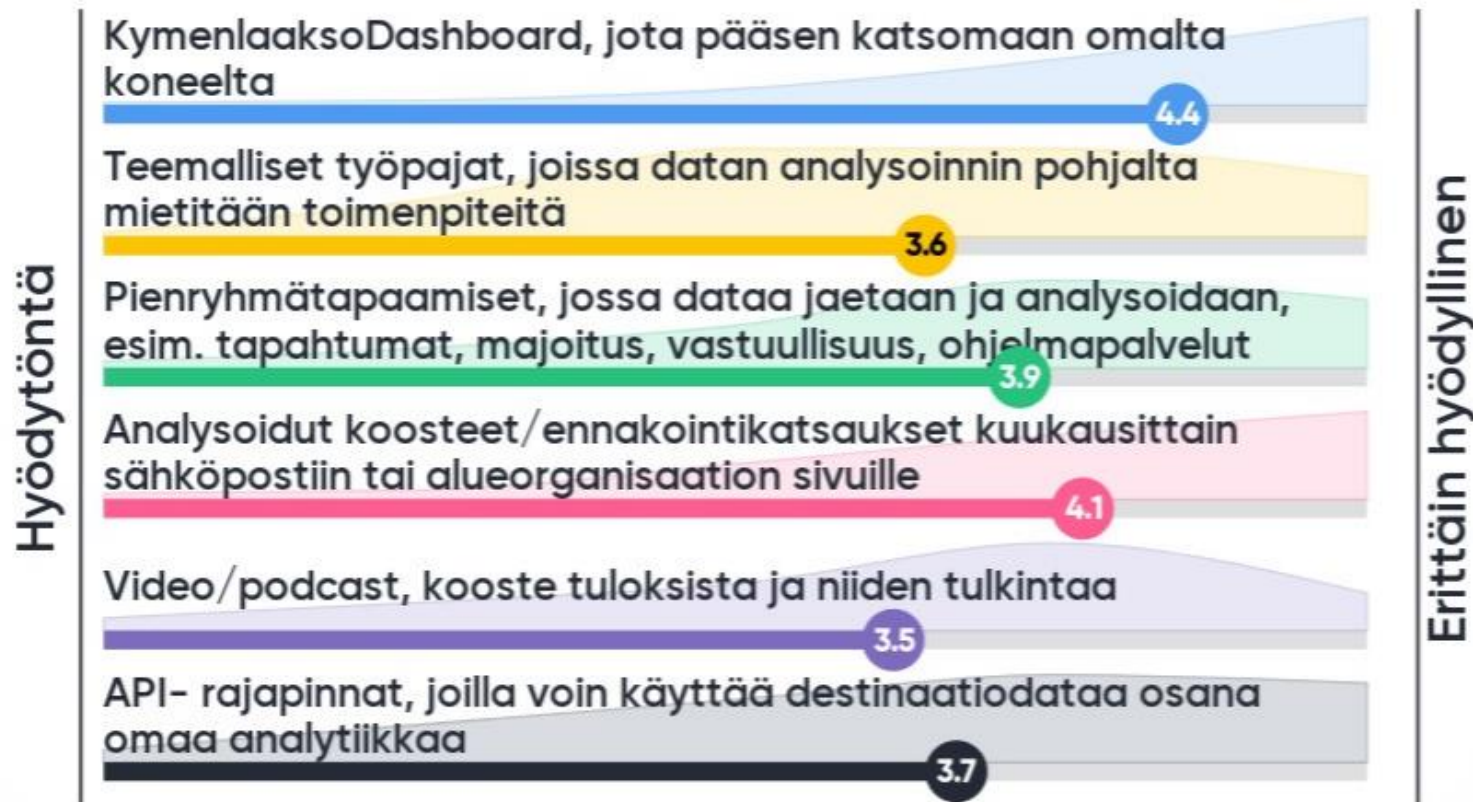 Hyödytöntä
KymenlaaksoDashboard, jota pääsen katsomaan omalta
koneelta
4.4
Teemalliset työpajat, joissa datan analysoinnin pohjalta
mietitään toimenpiteitä
3.6
Pienryhmätapaamiset, jossa dataa jaetaan ja analysoidaan,
esim. tapahtumat, majoitus, vastuullisuus, ohjelmapalvelut
3.9
Analysoidut koosteet/ennakointikatsaukset kuukausittain
sähköpostiin tai alueorganisaation sivuille
4.1
Video/podcast, kooste tuloksista ja niiden tulkintaa
3.5
API- rajapinnat, joilla voin käyttää destinaatiodataa osana
omaa analytiikkaa
3.7
Erittäin hyödyllinen